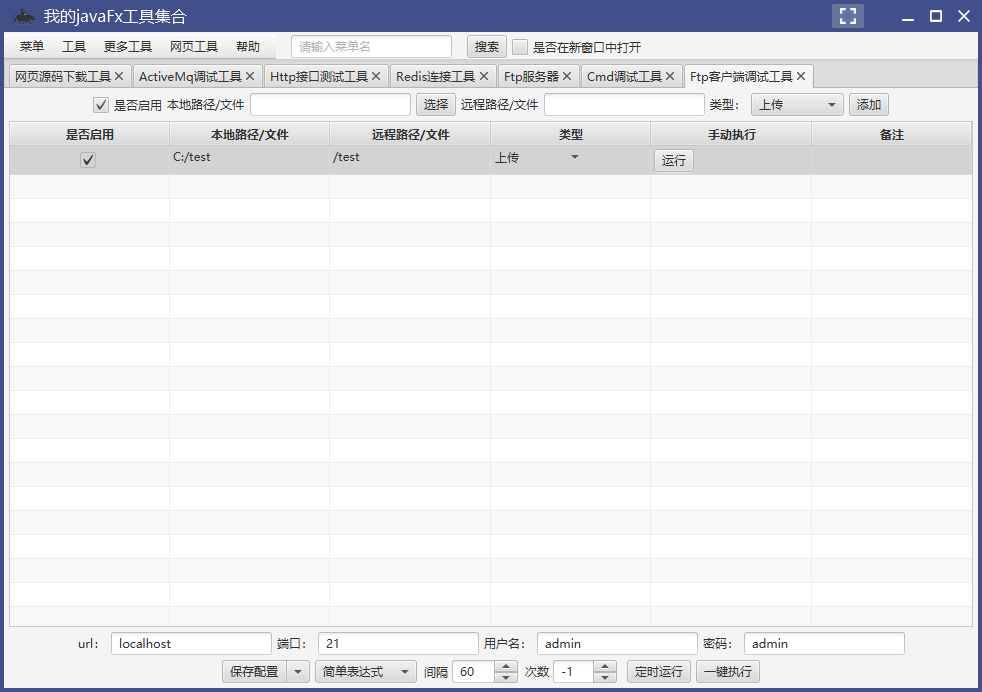 我的javaFx工具集合
菜单 工具 更多工具 网页工具 帮助 请输入菜单名 搜索 是否在新窗口中打开
网页源码下载工具 ActiveMq调试工具 Http接口测试工具 Redis连接工具 Ftp服务器 Cmd调试工具 Ftp客户端调试工具
是否启用 本地路径/文件 选择 远程路径/文件 类型： 上传 添加
是否启用 本地路径/文件 远程路径/文件 类型 手动执行 备注
C:/test /test 上传 运行
url： localhost 端口： 21 用户名： admin 密码： admin
保存配置 简单表达式 间隔 60 次数 -1 定时运行 一键执行